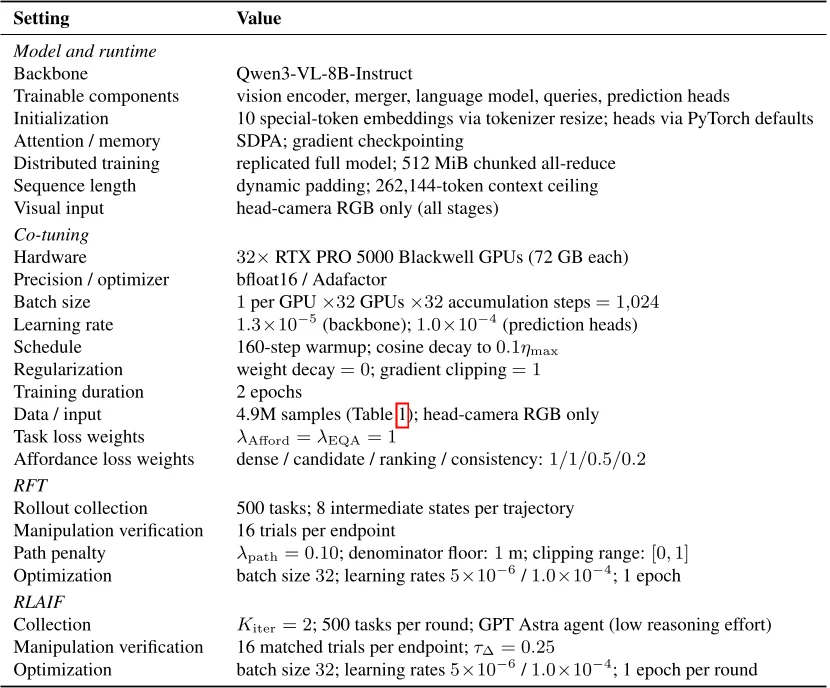 Setting Value
Model and runtime
Backbone Qwen3-VL-8B-Instruct
Trainable components vision encoder, merger, language model, queries, prediction heads
Initialization 10 special-token embeddings via tokenizer resize; heads via PyTorch defaults
Attention / memory SDPA; gradient checkpointing
Distributed training replicated full model; 512 MiB chunked all-reduce
Sequence length dynamic padding; 262,144-token context ceiling
Visual input head-camera RGB only (all stages)
Co-tuning
Hardware 32× RTX PRO 5000 Blackwell GPUs (72 GB each)
Precision / optimizer bfloat16 / Adafactor
Batch size 1 per GPU ×32 GPUs ×32 accumulation steps = 1,024
Learning rate 1.3×10⁻⁵ (backbone); 1.0×10⁻⁴ (prediction heads)
Schedule 160-step warmup; cosine decay to 0.1η_max
Regularization weight decay = 0; gradient clipping = 1
Training duration 2 epochs
Data / input 4.9M samples (Table 1); head-camera RGB only
Task loss weights λ_Afford = λ_EQA = 1
Affordance loss weights dense / candidate / ranking / consistency: 1/1/0.5/0.2
RFT
Rollout collection 500 tasks; 8 intermediate states per trajectory
Manipulation verification 16 trials per endpoint
Path penalty λ_path = 0.10; denominator floor: 1 m; clipping range: [0, 1]
Optimization batch size 32; learning rates 5×10⁻⁶ / 1.0×10⁻⁴; 1 epoch
RLAIF
Collection K_iter = 2; 500 tasks per round; GPT Astra agent (low reasoning effort)
Manipulation verification 16 matched trials per endpoint; τ_Δ = 0.25
Optimization batch size 32; learning rates 5×10⁻⁶ / 1.0×10⁻⁴; 1 epoch per round